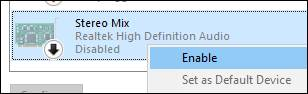 Stereo Mix
Realtek High Definition Audio
Disabled
Enable
Set as Default Device